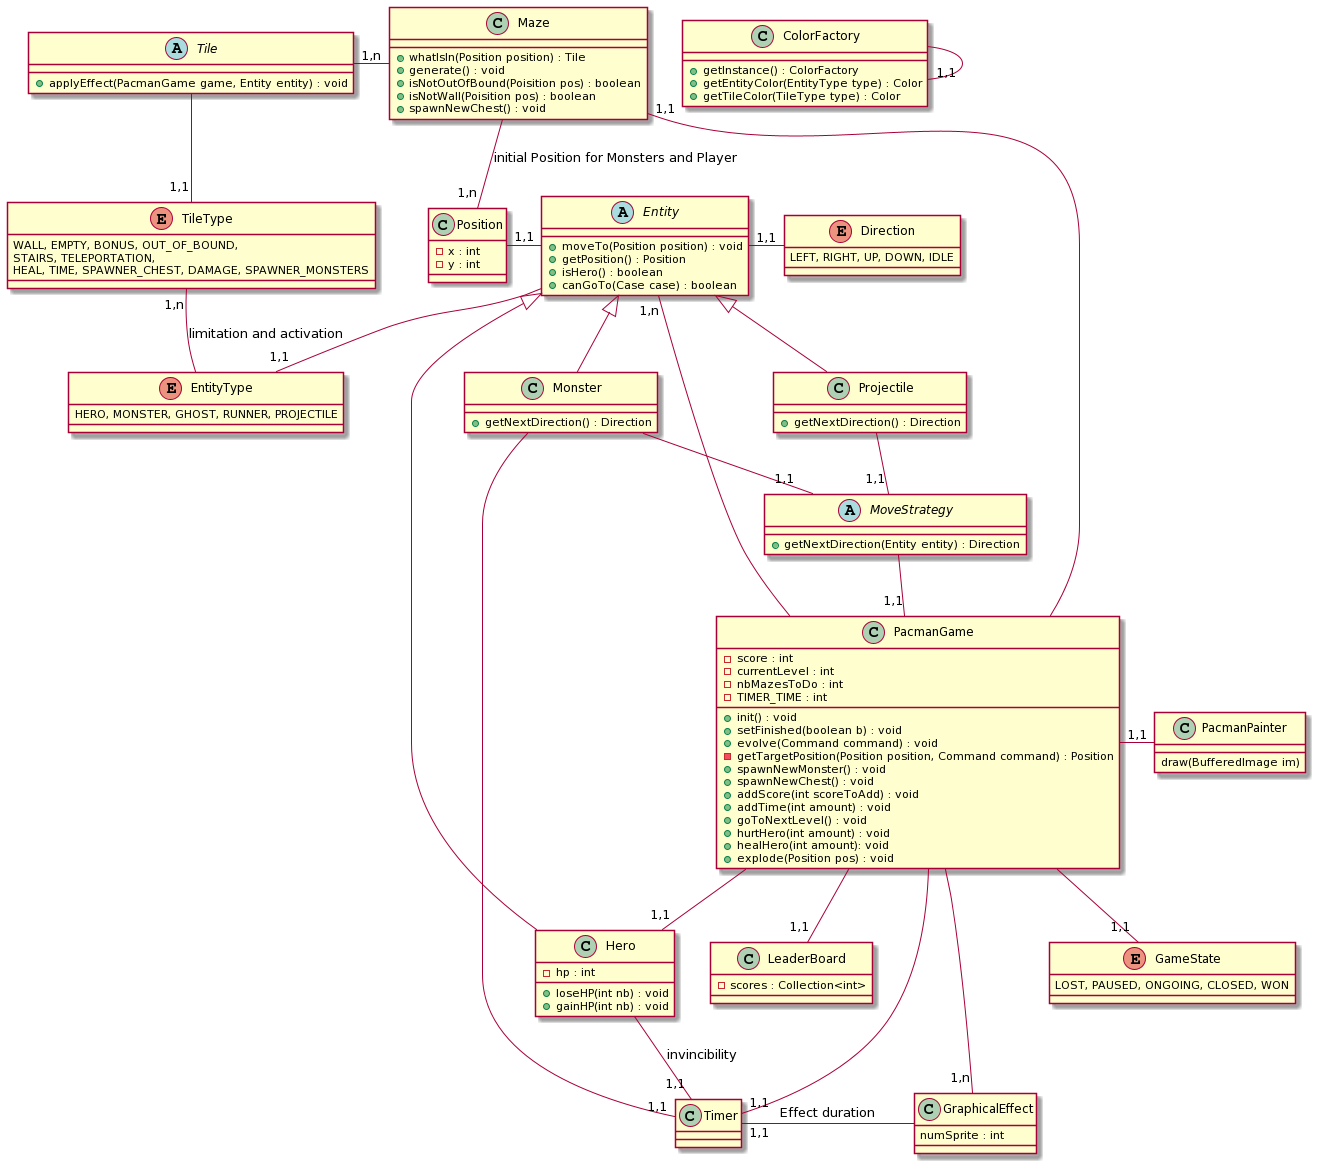 A Tile
+ applyEffect(PacmanGame game, Entity entity) : void
1,n
C Maze
whatIsIn(Position position) : Tile
generate() : void
isNotOutOfBound(Poisition pos) : boolean
isNotWall(Poisition pos) : boolean
spawnNewChest() : void
C ColorFactory
getInstance() : ColorFactory
getEntityColor(EntityType type) : Color
getTileColor(TileType type) : Color
1,1
1,1
initial Position for Monsters and Player
1,1
1,n
E TileType
WALL, EMPTY, BONUS, OUT_OF_BOUND,
STAIRS, TELEPORTATION,
HEAL, TIME, SPAWNER_CHEST, DAMAGE, SPAWNER_MONSTERS
C Position
x : int
y : int
1,1
A Entity
moveTo(Position position) : void
getPosition() : Position
isHero() : boolean
canGoTo(Case case) : boolean
1,1
E Direction
LEFT, RIGHT, UP, DOWN, IDLE
1,n
limitation and activation
1,1
1,n
E EntityType
HERO, MONSTER, GHOST, RUNNER, PROJECTILE
C Monster
getNextDirection() : Direction
C Projectile
getNextDirection() : Direction
1,1
1,1
A MoveStrategy
getNextDirection(Entity entity) : Direction
1,1
C PacmanGame
score : int
currentLevel : int
nbMazesToDo : int
TIMER_TIME : int
init() : void
setFinished(boolean b) : void
evolve(Command command) : void
getTargetPosition(Position position, Command command) : Position
spawnNewMonster() : void
spawnNewChest() : void
addScore(int scoreToAdd) : void
addTime(int amount) : void
goToNextLevel() : void
hurtHero(int amount) : void
healHero(int amount): void
explode(Position pos) : void
1,1
C PacmanPainter
draw(BufferedImage im)
1,1
1,1
1,1
C Hero
hp : int
loseHP(int nb) : void
gainHP(int nb) : void
C LeaderBoard
scores : Collection<int>
E GameState
LOST, PAUSED, ONGOING, CLOSED, WON
invincibility
1,1
1,1
1,1
1,n
C Timer
1,1
Effect duration
C GraphicalEffect
numSprite : int